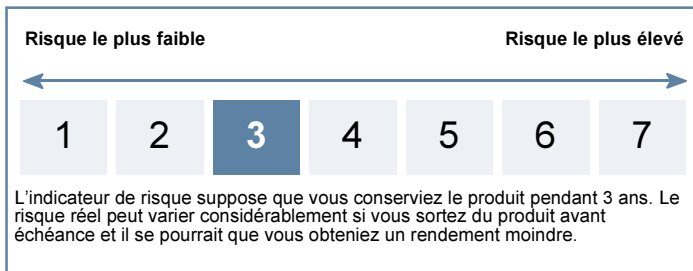 Risque le plus faible Risque le plus élevé
1 2 3 4 5 6 7
L'indicateur de risque suppose que vous conserviez le produit pendant 3 ans. Le
risque réel peut varier considérablement si vous sortez du produit avant
échéance et il se pourrait que vous obteniez un rendement moindre.